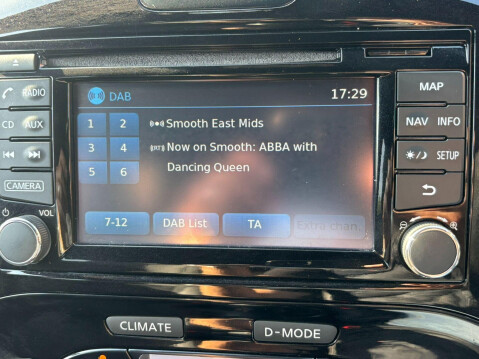 DAB
17:29
1 2
3 4
5 6
Smooth East Mids
Now on Smooth: ABBA with
Dancing Queen
7-12
DAB List
TA
Extra chan.
RADIO
CD AUX
CAMERA
VOL
MAP
NAV INFO
SETUP
CLIMATE
D-MODE